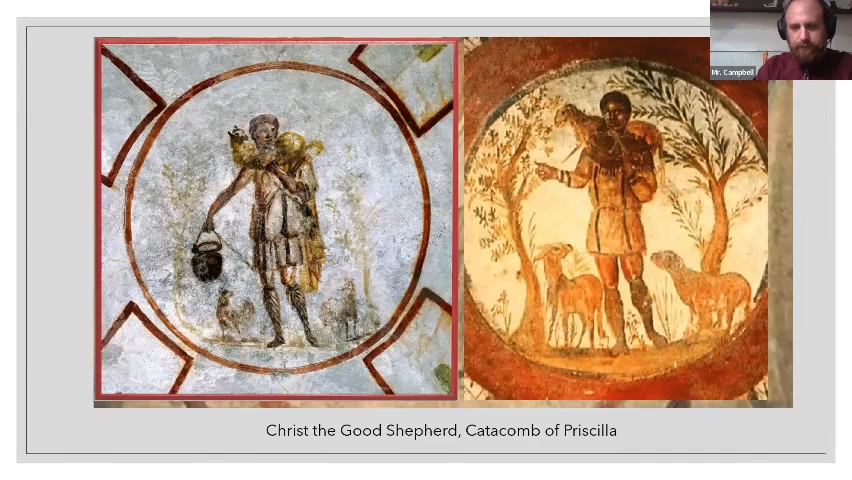 Mr. Campbell
Christ the Good Shepherd, Catacomb of Priscilla